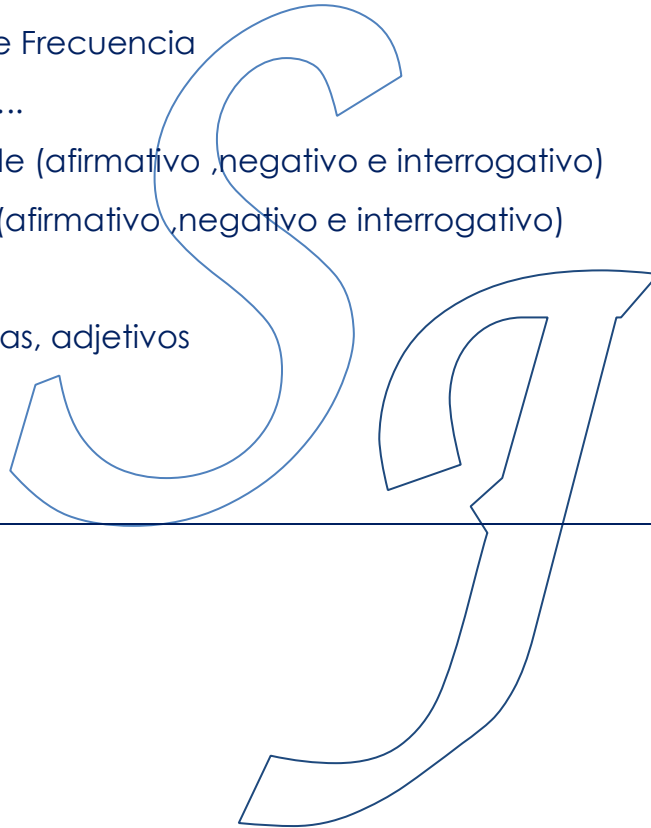 e Frecuencia
...
le (afirmativo ,negativo e interrogativo)
(afirmativo ,negativo e interrogativo)
as, adjetivos
S
J